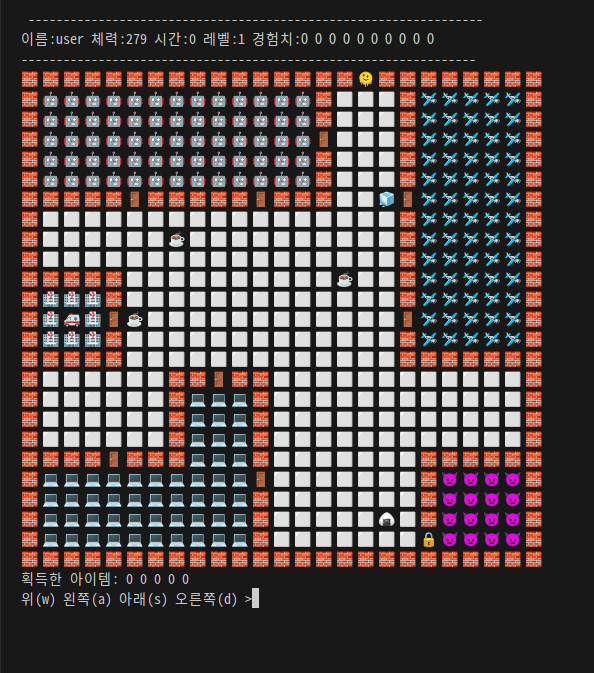 이름:user 체력:279 시간:0 레벨:1 경험치:0 0 0 0 0 0 0 0 0 0
획득한 아이템: 0 0 0 0 0
위(w) 왼쪽(a) 아래(s) 오른쪽(d) >